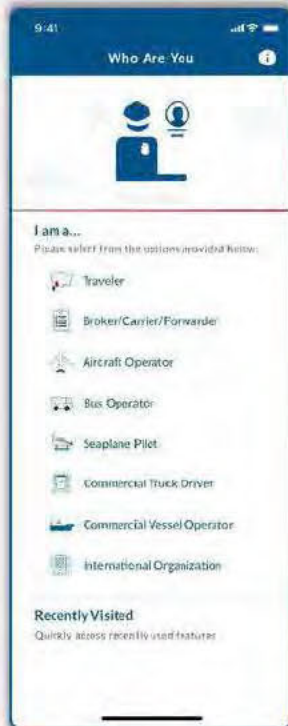 9:41
Who Are You
I am a...
Please select from the options provided below:
Traveler
Broker/Carrier/Forwarder
Aircraft Operator
Bus Operator
Seaplane Pilot
Commercial Truck Driver
Commercial Vessel Operator
International Organization
Recently Visited
Quickly access recently used features